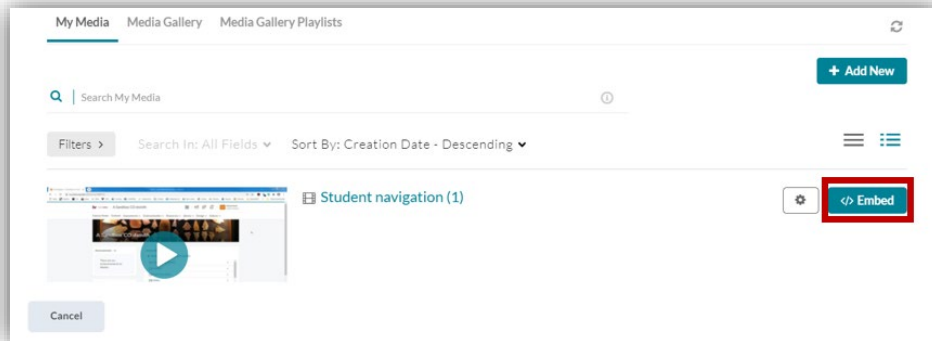 My Media Media Gallery Media Gallery Playlists
+ Add New
Search My Media
Filters > Search In: All Fields Sort By: Creation Date - Descending
Student navigation (1)
</> Embed
Cancel